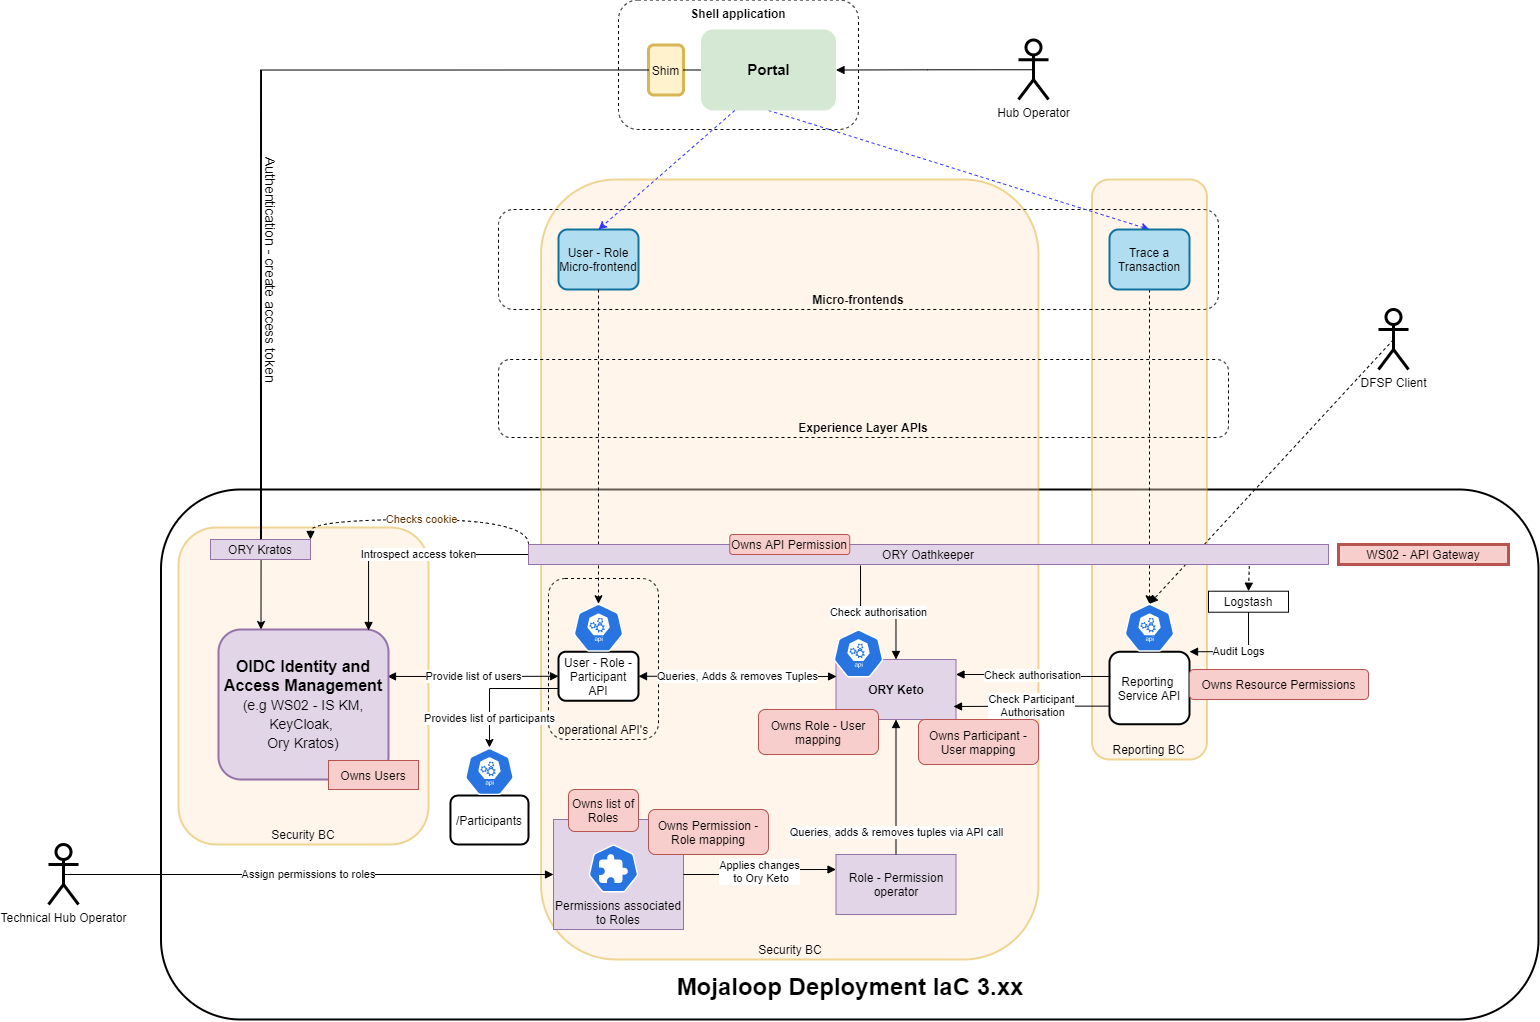 Shell application
Shim
Portal
Hub Operator
Authentication - create access token
User - Role
Micro-frontend
Trace a
Transaction
Micro-frontends
DFSP Client
Experience Layer APIs
Checks cookie
ORY Kratos
Introspect access token
Owns API Permission
ORY Oathkeeper
WS02 - API Gateway
Logstash
Check authorisation
api
api
api
Audit Logs
OIDC Identity and
Access Management
(e.g WS02 - IS KM,
KeyCloak,
Ory Kratos)
Owns Users
Security BC
Provide list of users
User - Role -
Participant
API
Queries, Adds & removes Tuples
ORY Keto
Check authorisation
Check Participant
Authorisation
Reporting
Service API
Owns Resource Permissions
Provides list of participants
operational API's
Owns Role - User
mapping
Owns Participant -
User mapping
Reporting BC
api
/Participants
Owns list of
Roles
Owns Permission -
Role mapping
Queries, adds & removes tuples via API call
Technical Hub Operator
Assign permissions to roles
Permissions associated
to Roles
Applies changes
to Ory Keto
Role - Permission
operator
Security BC
Mojaloop Deployment IaC 3.xx